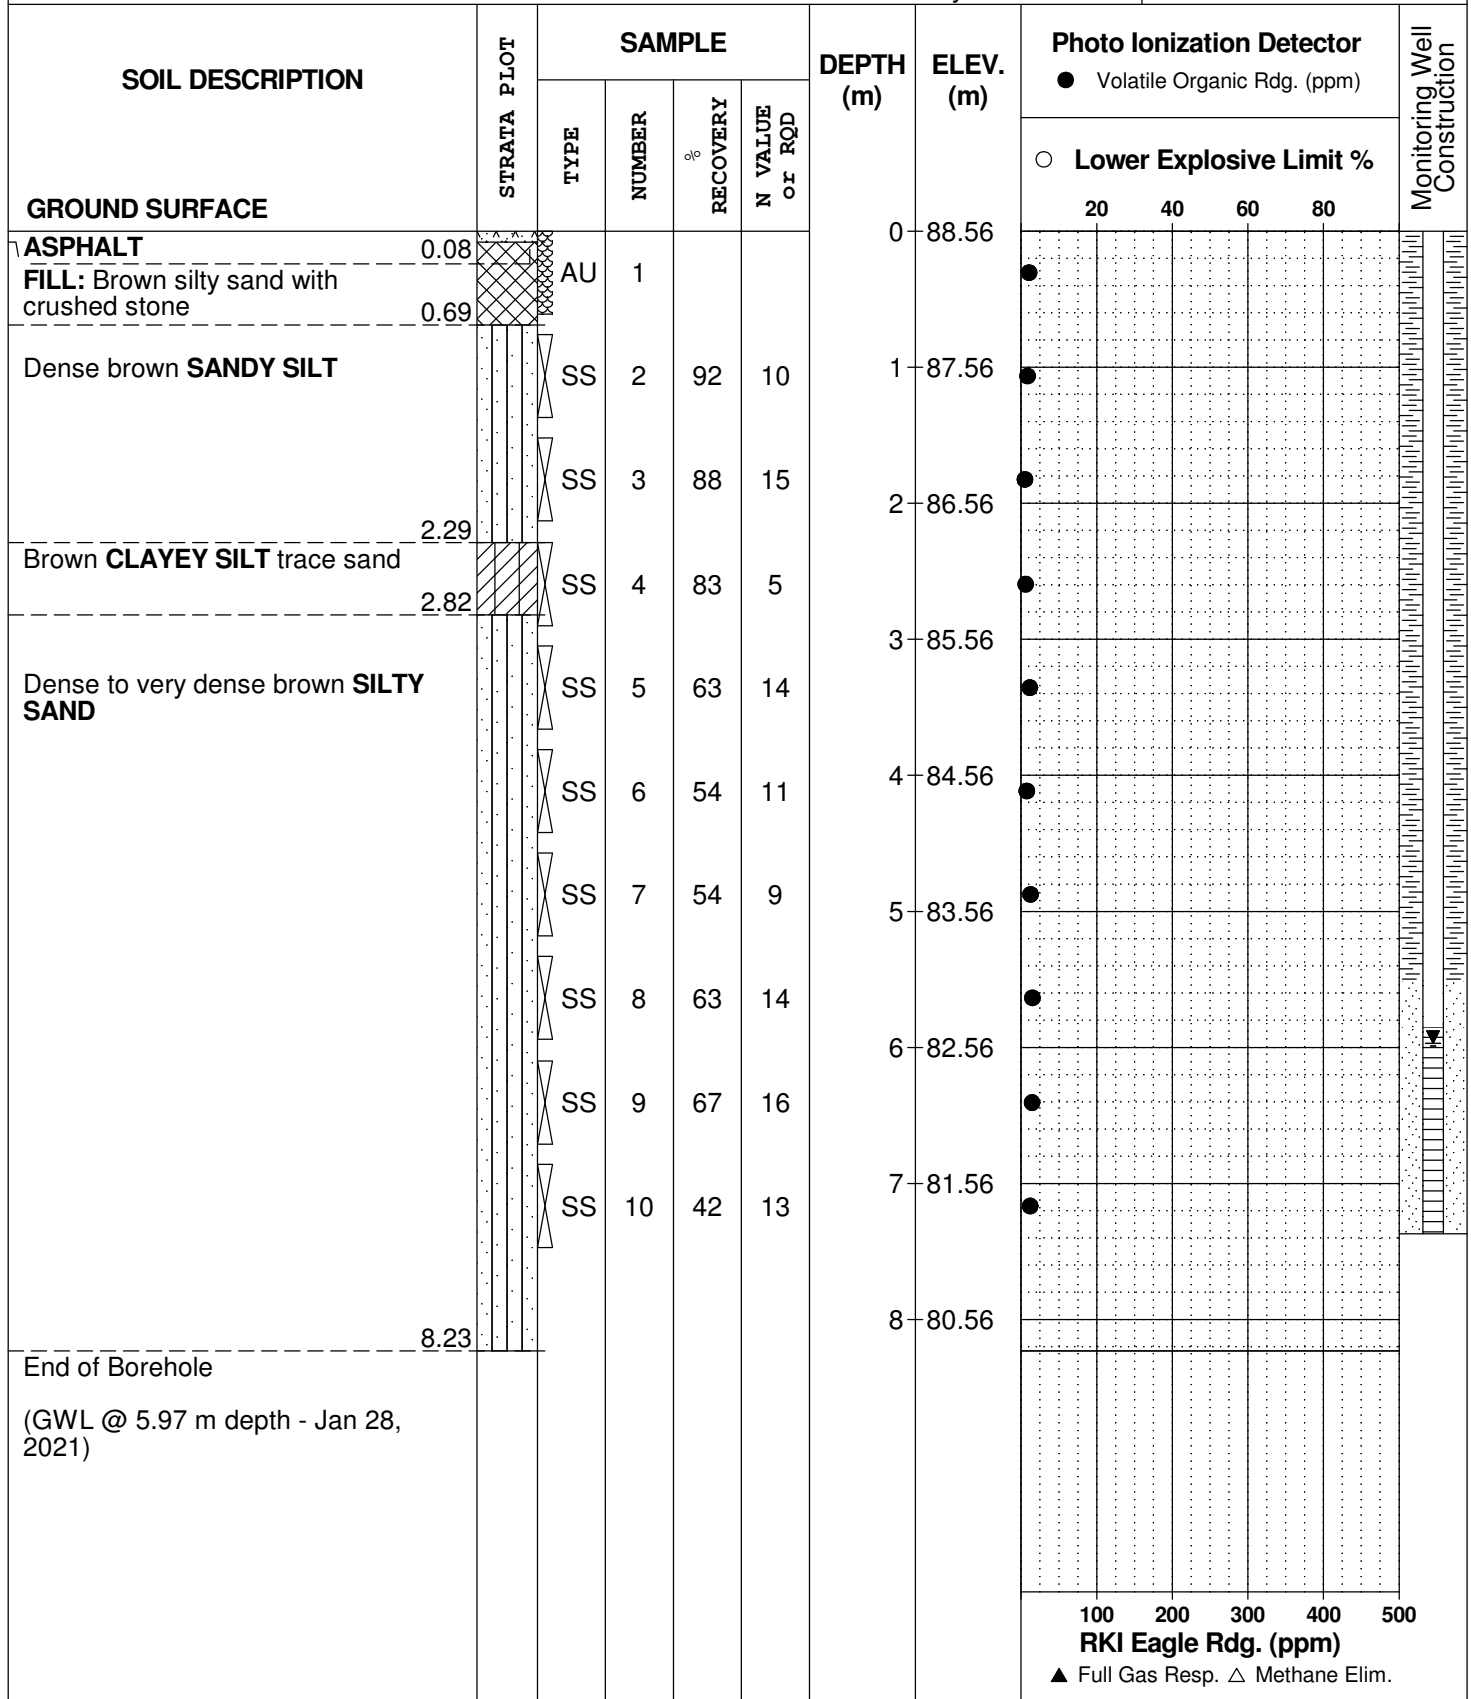 SOIL DESCRIPTION
GROUND SURFACE
STRATA PLOT
SAMPLE
TYPE
NUMBER
%
RECOVERY
N VALUE
or RQD
DEPTH
(m)
ELEV.
(m)
Photo Ionization Detector
● Volatile Organic Rdg. (ppm)
○ Lower Explosive Limit %
20 40 60 80
Monitoring Well
Construction
0 88.56
ASPHALT 0.08
FILL: Brown silty sand with
crushed stone 0.69
AU 1
Dense brown SANDY SILT
SS 2 92 10
1 87.56
SS 3 88 15
2 86.56
2.29
Brown CLAYEY SILT trace sand
2.82
SS 4 83 5
3 85.56
Dense to very dense brown SILTY
SAND
SS 5 63 14
4 84.56
SS 6 54 11
SS 7 54 9
5 83.56
SS 8 63 14
6 82.56
SS 9 67 16
7 81.56
SS 10 42 13
8 80.56
8.23
End of Borehole
(GWL @ 5.97 m depth - Jan 28,
2021)
100 200 300 400 500
RKI Eagle Rdg. (ppm)
▲ Full Gas Resp. △ Methane Elim.